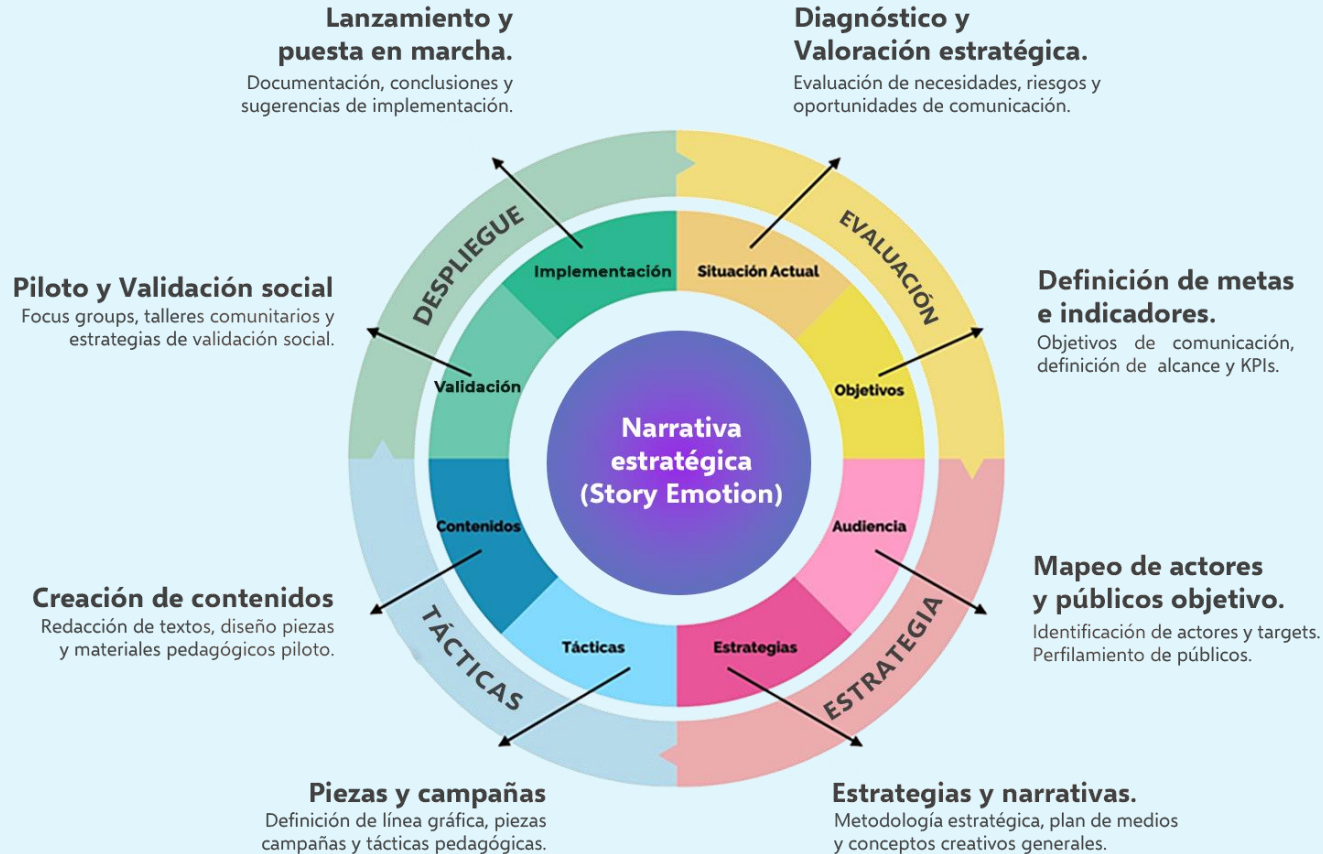 Lanzamiento y
puesta en marcha.
Documentación, conclusiones y
sugerencias de implementación.
Diagnóstico y
Valoración estratégica.
Evaluación de necesidades, riesgos y
oportunidades de comunicación.
DESPLIEGUE
EVALUACIÓN
Implementación
Situación Actual
Piloto y Validación social
Focus groups, talleres comunitarios y
estrategias de validación social.
Definición de metas
e indicadores.
Objetivos de comunicación,
definición de alcance y KPIs.
Validación
Objetivos
Narrativa
estratégica
(Story Emotion)
Contenidos
Audiencia
Creación de contenidos
Redacción de textos, diseño piezas
y materiales pedagógicos piloto.
Mapeo de actores
y públicos objetivo.
Identificación de actores y targets.
Perfilamiento de públicos.
TÁCTICAS
Tácticas
Estrategias
ESTRATEGIA
Piezas y campañas
Definición de línea gráfica, piezas
campañas y tácticas pedagógicas.
Estrategias y narrativas.
Metodología estratégica, plan de medios
y conceptos creativos generales.